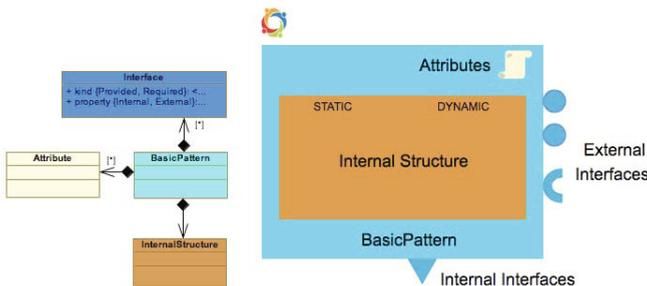 Interface
+ kind {Provided, Required}: <...
+ property {Internal, External}:...
[*]
Attribute
[*]
BasicPattern
InternalStructure
Attributes
STATIC DYNAMIC
Internal Structure
External
Interfaces
BasicPattern
Internal Interfaces